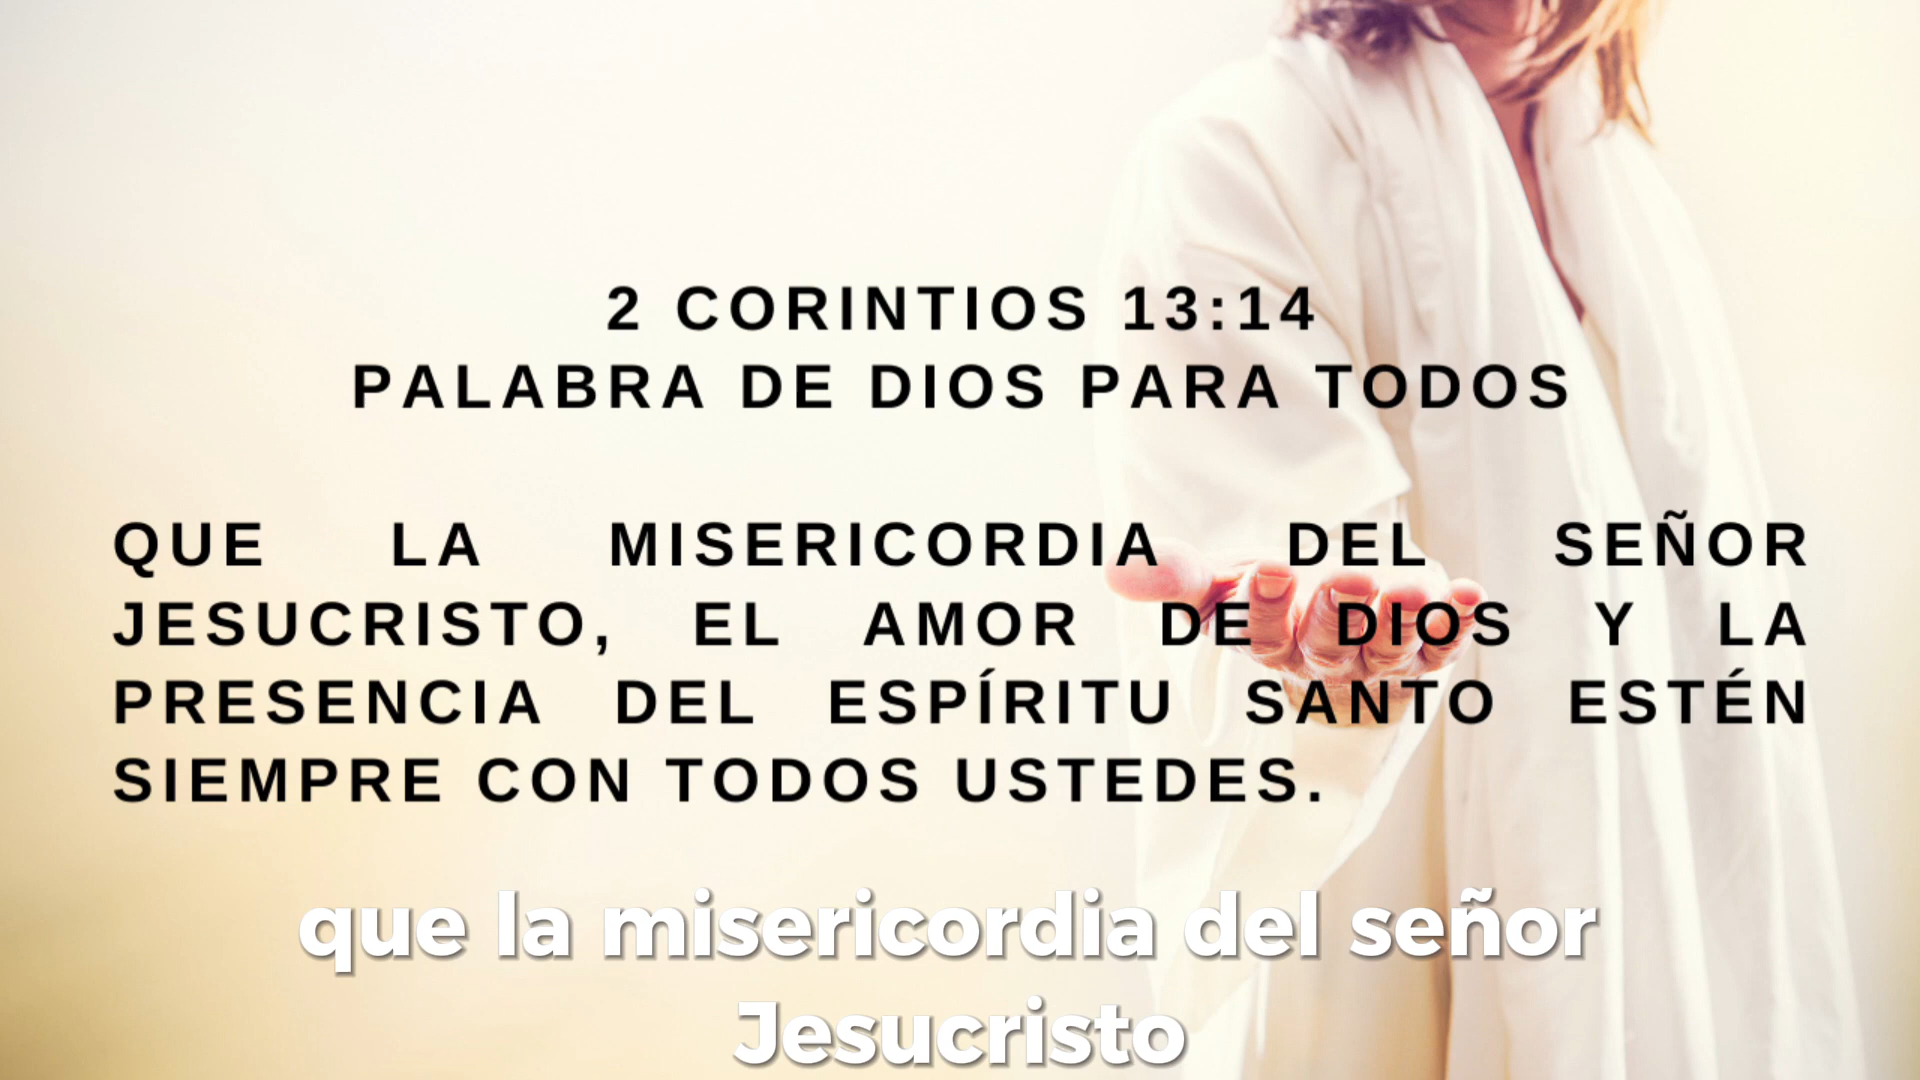 2 CORINTIOS 13:14
PALABRA DE DIOS PARA TODOS
QUE LA MISERICORDIA DEL SEÑOR
JESUCRISTO, EL AMOR DE DIOS Y LA
PRESENCIA DEL ESPÍRITU SANTO ESTÉN
SIEMPRE CON TODOS USTEDES.
que la misericordia del señor
Jesucristo